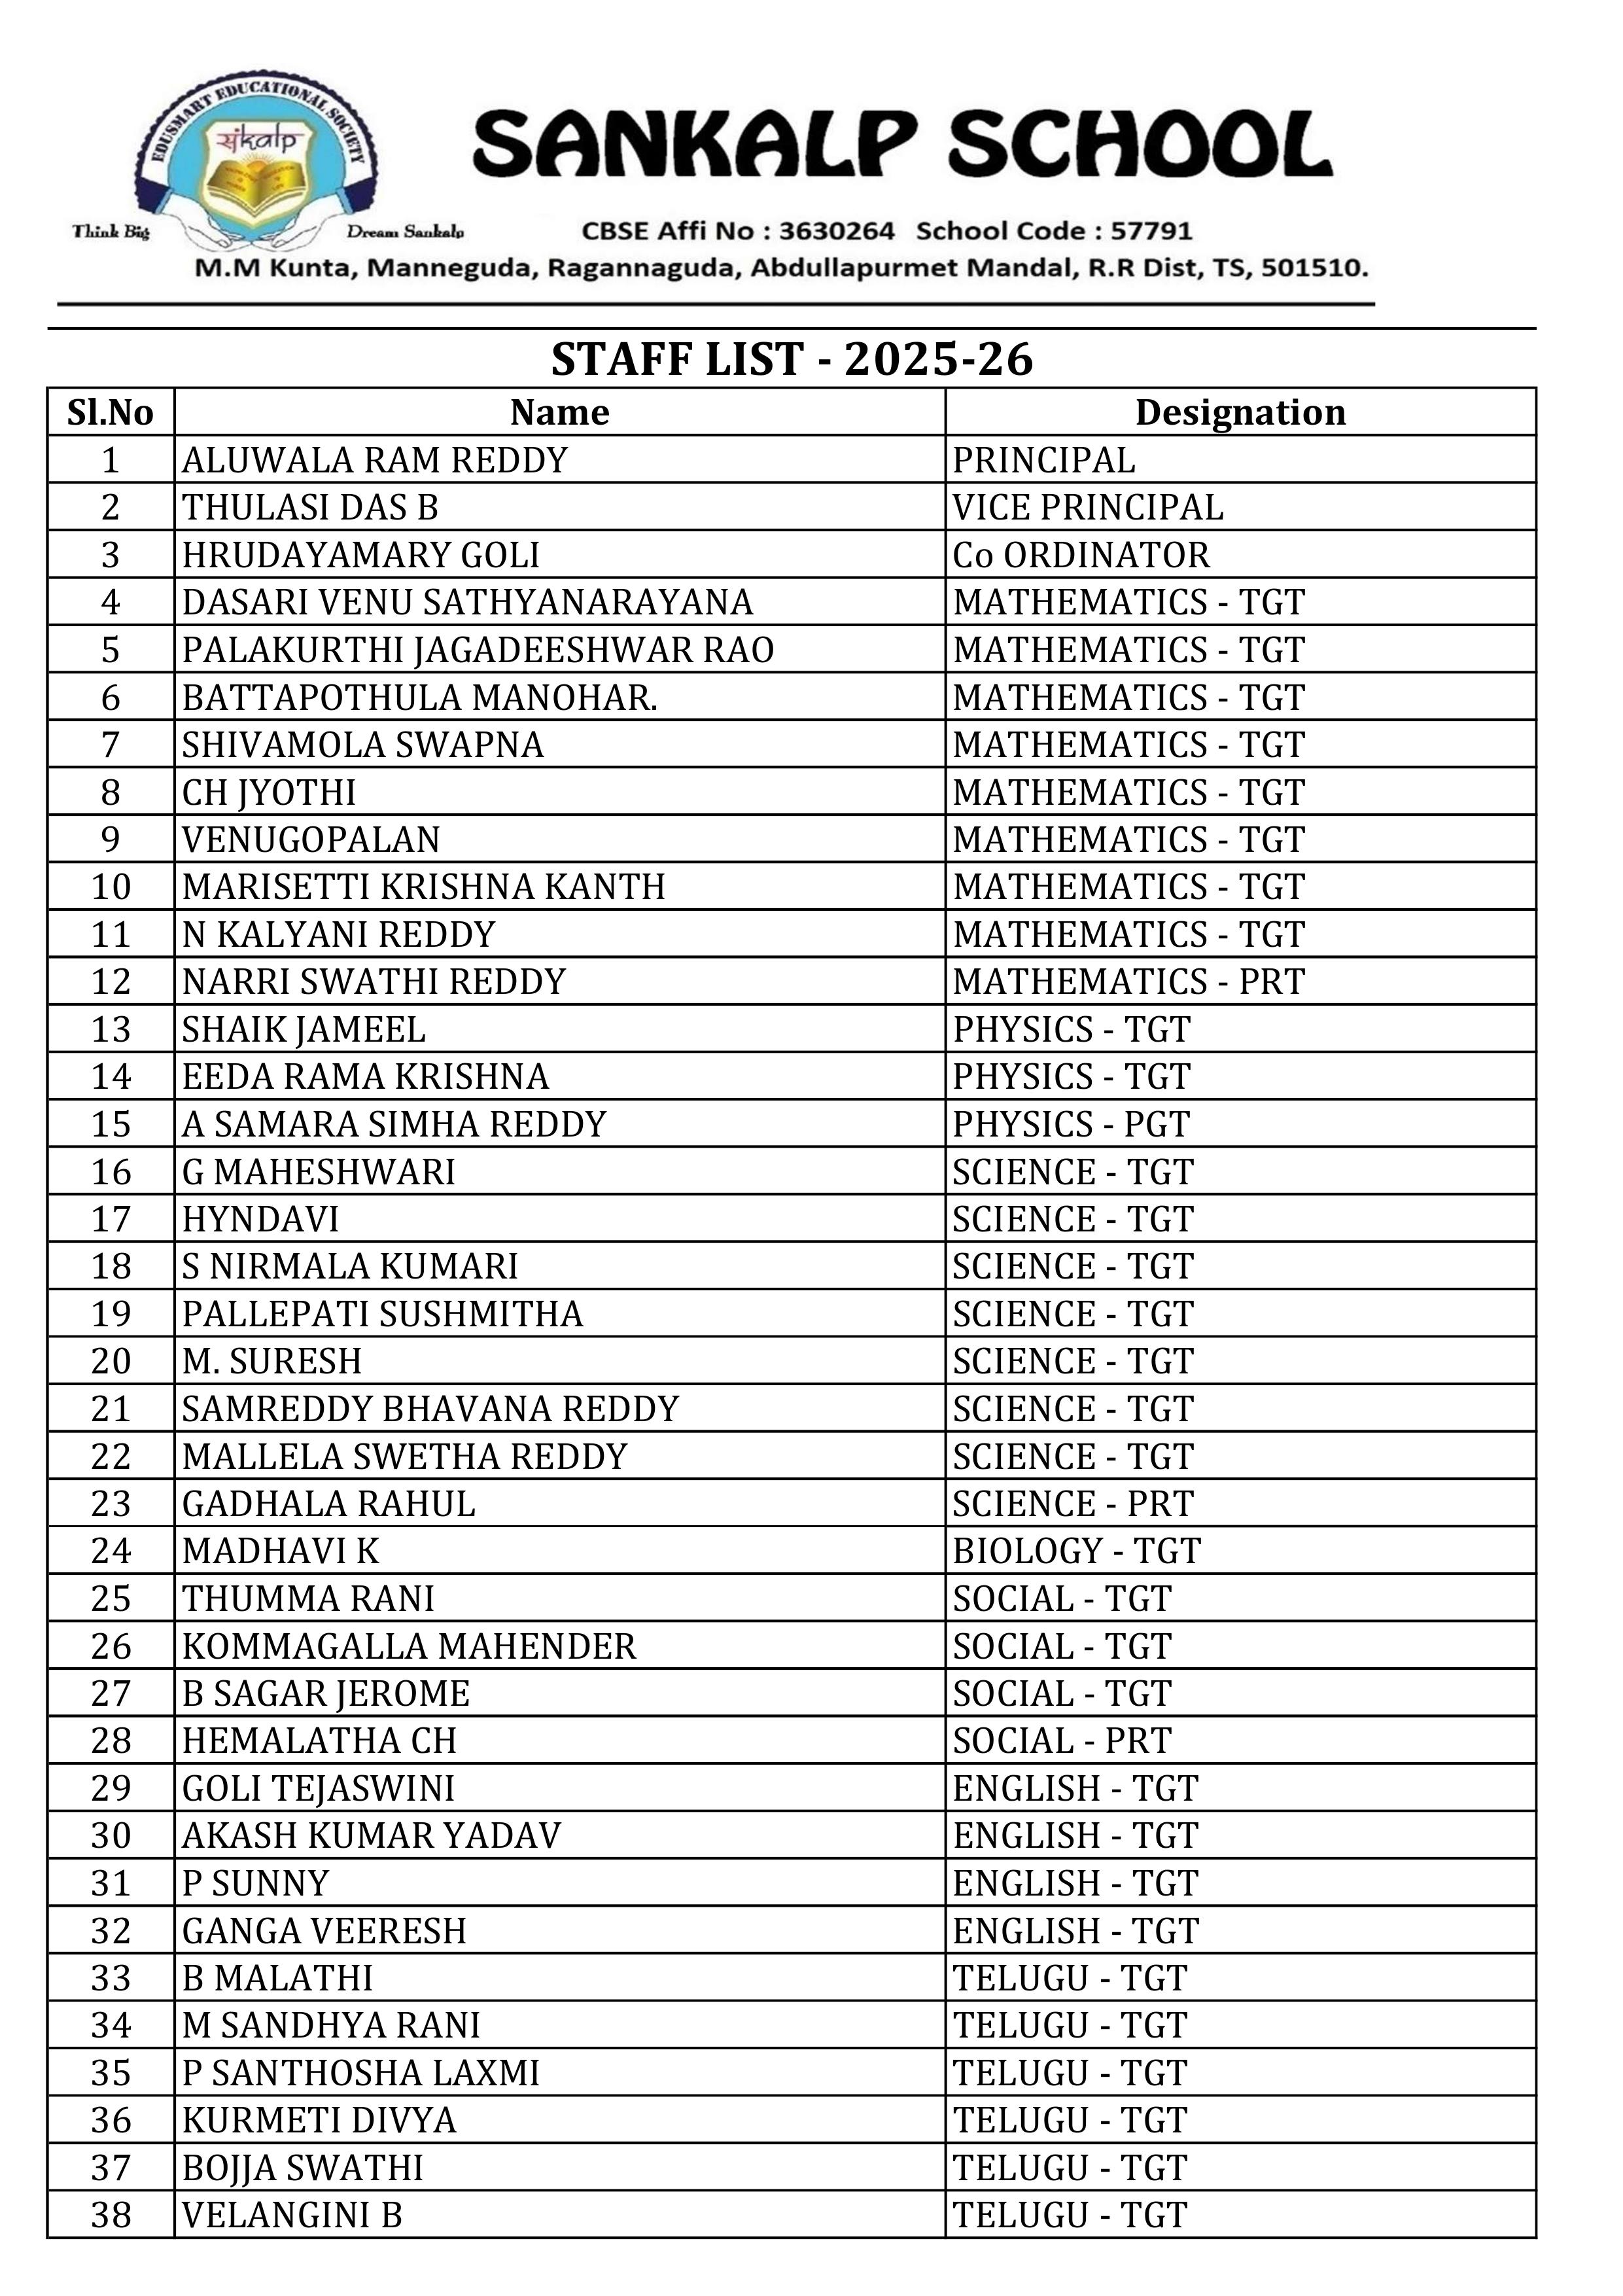 EDUSMART EDUCATIONAL SOCIETY
संkalp
Think Big
Dream Sankalp
SANKALP SCHOOL
CBSE Affi No : 3630264 School Code : 57791
M.M Kunta, Manneguda, Ragannaguda, Abdullapurmet Mandal, R.R Dist, TS, 501510.
STAFF LIST - 2025-26
Sl.No Name Designation
1 ALUWALA RAM REDDY PRINCIPAL
2 THULASI DAS B VICE PRINCIPAL
3 HRUDAYAMARY GOLI Co ORDINATOR
4 DASARI VENU SATHYANARAYANA MATHEMATICS - TGT
5 PALAKURTHI JAGADEESHWAR RAO MATHEMATICS - TGT
6 BATTAPOTHULA MANOHAR. MATHEMATICS - TGT
7 SHIVAMOLA SWAPNA MATHEMATICS - TGT
8 CH JYOTHI MATHEMATICS - TGT
9 VENUGOPALAN MATHEMATICS - TGT
10 MARISETTI KRISHNA KANTH MATHEMATICS - TGT
11 N KALYANI REDDY MATHEMATICS - TGT
12 NARRI SWATHI REDDY MATHEMATICS - PRT
13 SHAIK JAMEEL PHYSICS - TGT
14 EEDA RAMA KRISHNA PHYSICS - TGT
15 A SAMARA SIMHA REDDY PHYSICS - PGT
16 G MAHESHWARI SCIENCE - TGT
17 HYNDAVI SCIENCE - TGT
18 S NIRMALA KUMARI SCIENCE - TGT
19 PALLEPATI SUSHMITHA SCIENCE - TGT
20 M. SURESH SCIENCE - TGT
21 SAMREDDY BHAVANA REDDY SCIENCE - TGT
22 MALLELA SWETHA REDDY SCIENCE - TGT
23 GADHALA RAHUL SCIENCE - PRT
24 MADHAVI K BIOLOGY - TGT
25 THUMMA RANI SOCIAL - TGT
26 KOMMAGALLA MAHENDER SOCIAL - TGT
27 B SAGAR JEROME SOCIAL - TGT
28 HEMALATHA CH SOCIAL - PRT
29 GOLI TEJASWINI ENGLISH - TGT
30 AKASH KUMAR YADAV ENGLISH - TGT
31 P SUNNY ENGLISH - TGT
32 GANGA VEERESH ENGLISH - TGT
33 B MALATHI TELUGU - TGT
34 M SANDHYA RANI TELUGU - TGT
35 P SANTHOSHA LAXMI TELUGU - TGT
36 KURMETI DIVYA TELUGU - TGT
37 BOJJA SWATHI TELUGU - TGT
38 VELANGINI B TELUGU - TGT